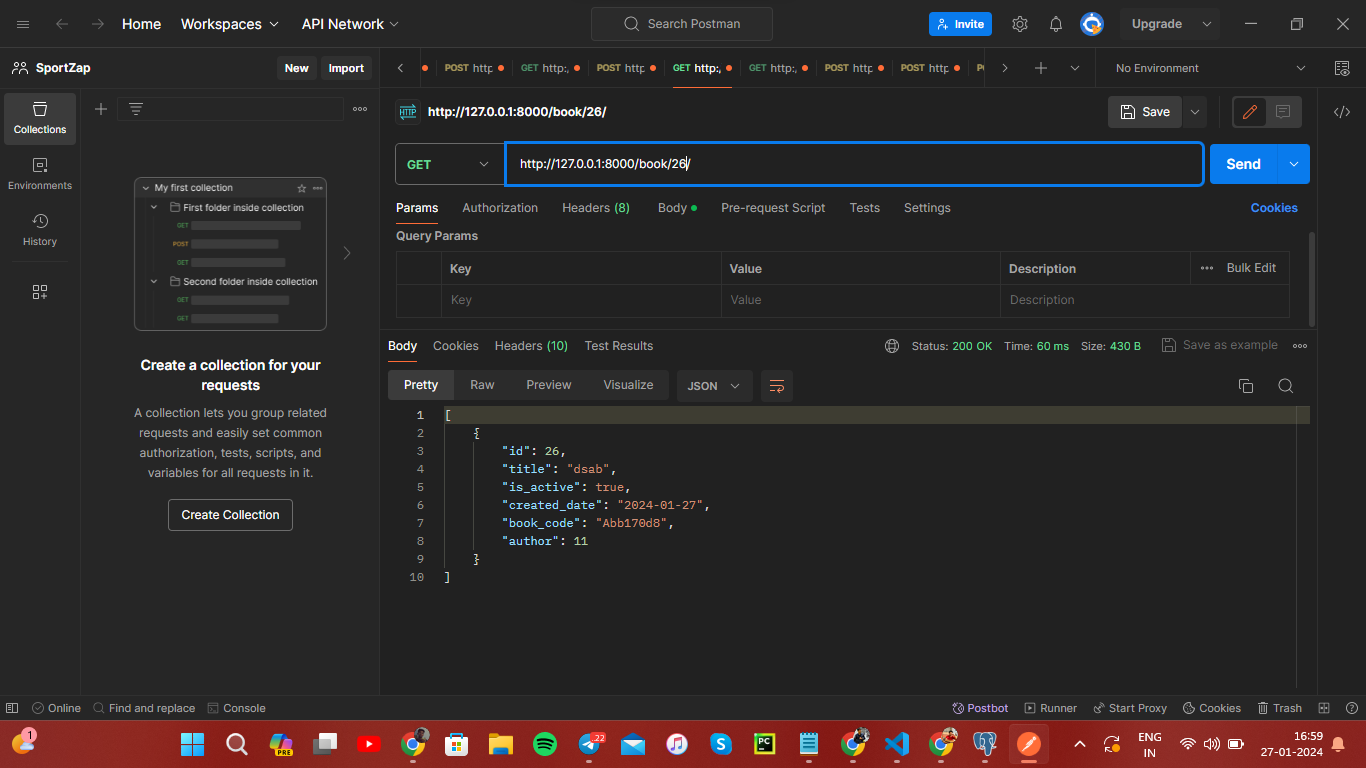 Home Workspaces API Network Search Postman Invite Upgrade
SportZap New Import
POST http GET http:, POST http GET http:, GET http:, POST http POST http No Environment
Collections
Environments
History
http://127.0.0.1:8000/book/26/ Save
GET http://127.0.0.1:8000/book/26/ Send
Params Authorization Headers (8) Body Pre-request Script Tests Settings Cookies
Query Params
Key Value Description Bulk Edit
Key Value Description
My first collection
First folder inside collection
GET
POST
GET
Second folder inside collection
GET
GET
Create a collection for your
requests
A collection lets you group related
requests and easily set common
authorization, tests, scripts, and
variables for all requests in it.
Create Collection
Body Cookies Headers (10) Test Results Status: 200 OK Time: 60 ms Size: 430 B Save as example
Pretty Raw Preview Visualize JSON
1 [
2 {
3 "id": 26,
4 "title": "dsab",
5 "is_active": true,
6 "created_date": "2024-01-27",
7 "book_code": "Abb170d8",
8 "author": 11
9 }
10 ]
Online Find and replace Console Postbot Runner Start Proxy Cookies Trash
1 PRE 22 PC ENG 16:59
IN 27-01-2024